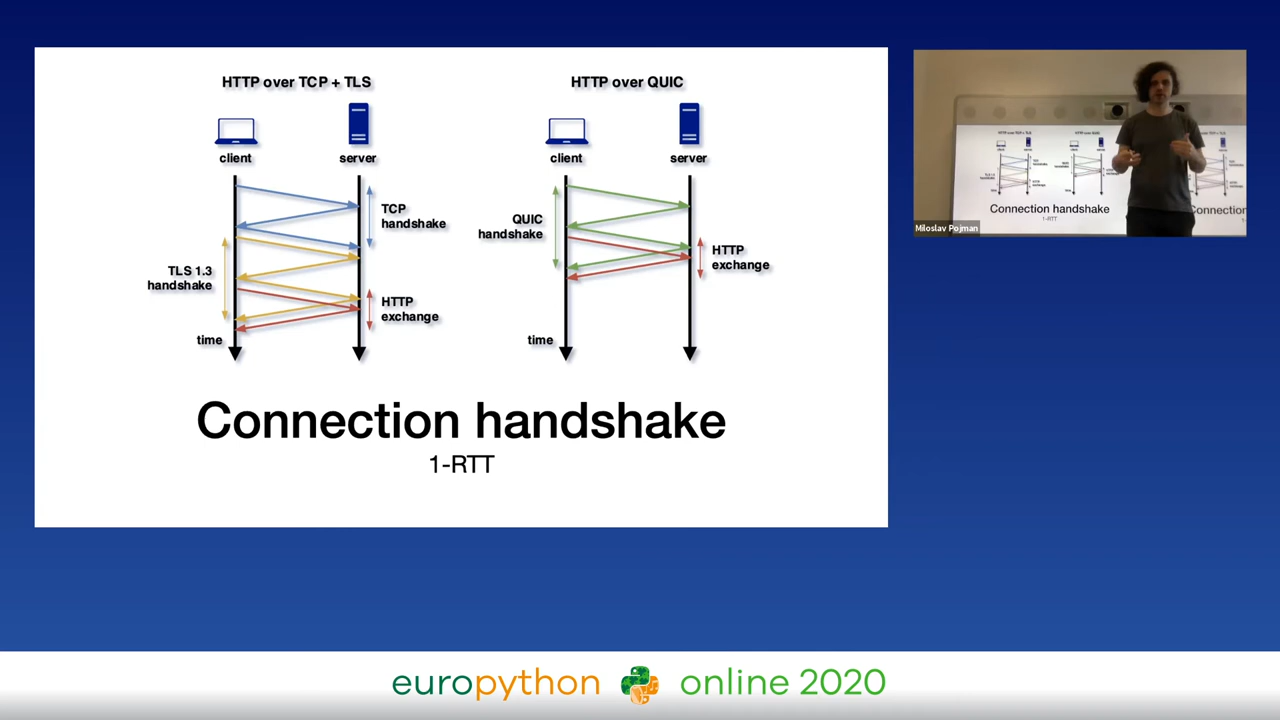 HTTP over TCP + TLS
client
server
TCP
handshake
TLS 1.3
handshake
HTTP
exchange
time
HTTP over QUIC
client
server
QUIC
handshake
HTTP
exchange
time
Connection handshake
1-RTT
Connection handshake
1-RTT
Connection
Miloslav Pojman
europython online 2020